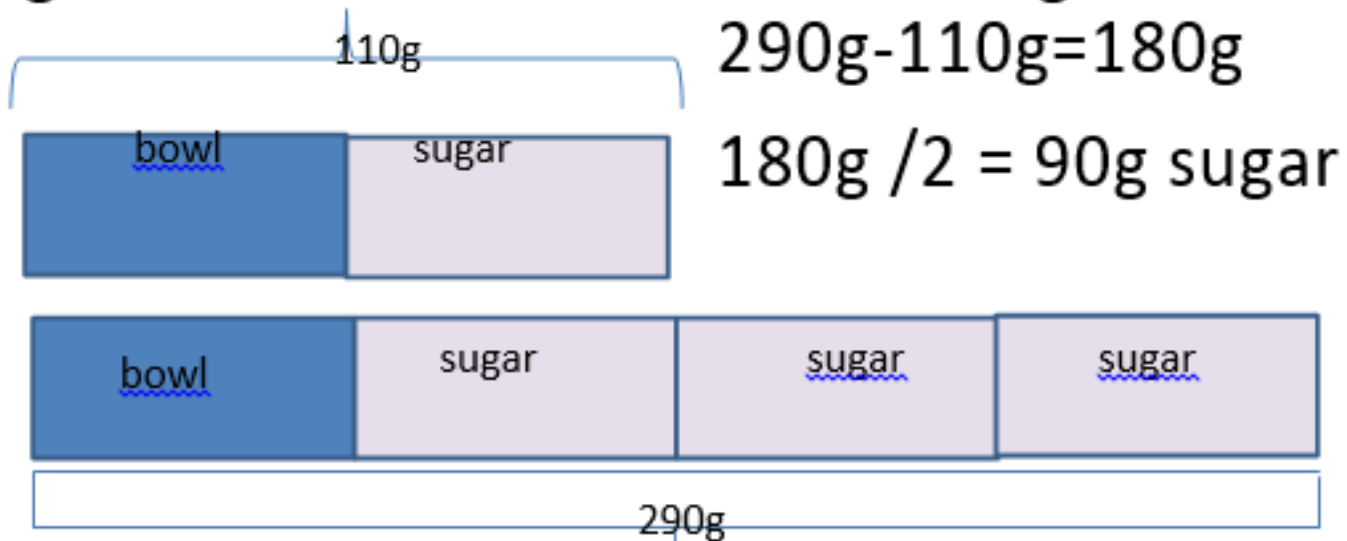 110g
290g-110g=180g
bowl sugar
180g /2 = 90g sugar
bowl sugar sugar sugar
290g